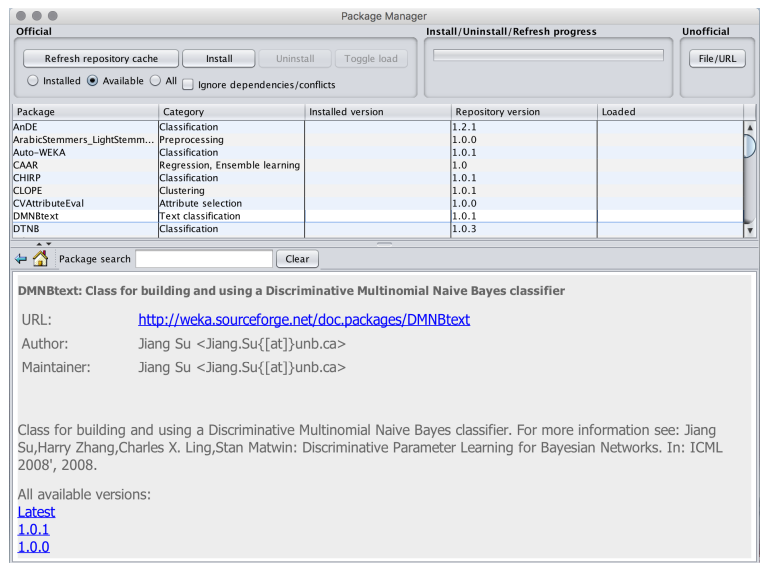 Package Manager
Official
Install/Uninstall/Refresh progress
Unofficial
Refresh repository cache Install Uninstall Toggle load
File/URL
Installed Available All Ignore dependencies/conflicts
Package Category Installed version Repository version Loaded
AnDE Classification 1.2.1
ArabicStemmers_LightStemm... Preprocessing 1.0.0
Auto-WEKA Classification 1.0.1
CAAR Regression, Ensemble learning 1.0
CHIRP Classification 1.0.1
CLOPE Clustering 1.0.1
CVAttributeEval Attribute selection 1.0.0
DMNBtext Text classification 1.0.1
DTNB Classification 1.0.3
Package search Clear
DMNBtext: Class for building and using a Discriminative Multinomial Naive Bayes classifier
URL: http://weka.sourceforge.net/doc.packages/DMNBtext
Author: Jiang Su <Jiang.Su{[at]}unb.ca>
Maintainer: Jiang Su <Jiang.Su{[at]}unb.ca>
Class for building and using a Discriminative Multinomial Naive Bayes classifier. For more information see: Jiang
Su,Harry Zhang,Charles X. Ling,Stan Matwin: Discriminative Parameter Learning for Bayesian Networks. In: ICML
2008', 2008.
All available versions:
Latest
1.0.1
1.0.0